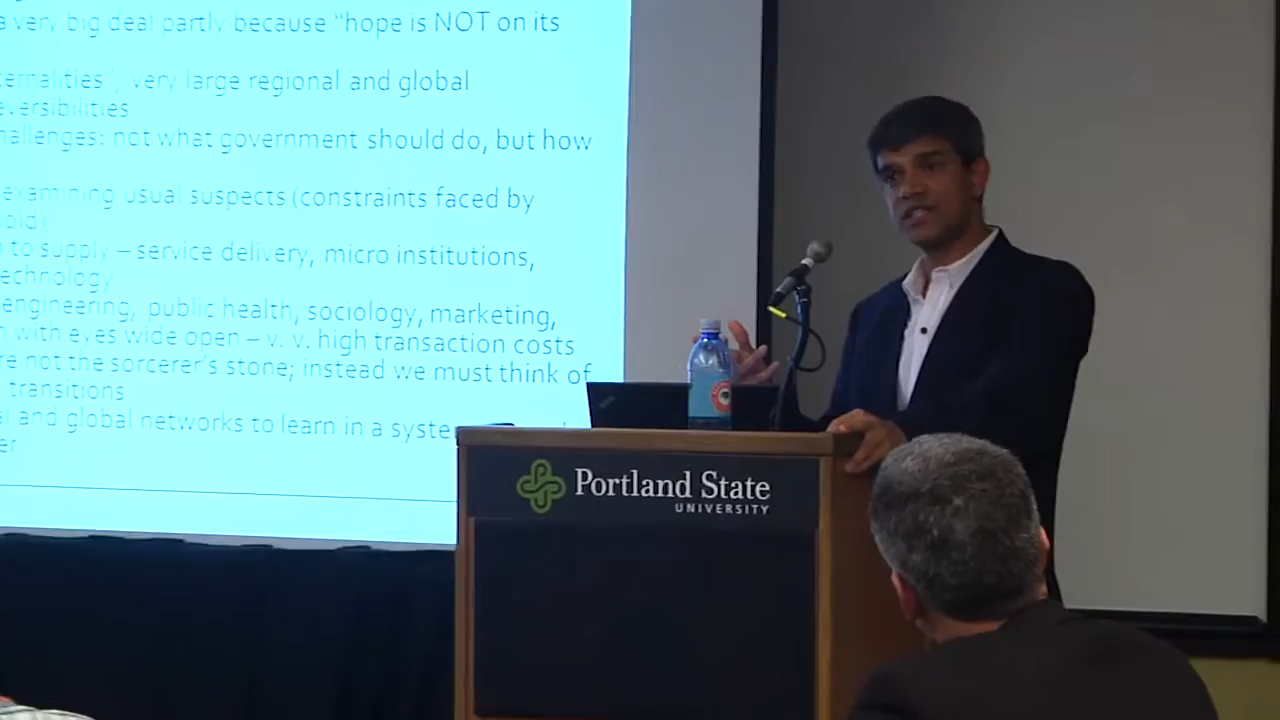 a very big deal partly because “hope is NOT on its
ernalities”, very large regional and global
eversibilities
hallenges: not what government should do, but how
examining usual suspects (constraints faced by
old)
to supply – service delivery, micro institutions,
echnology
engineering, public health, sociology, marketing,
with eyes wide open – v. v. high transaction costs
re not the sorcerer's stone; instead we must think of
transitions
al and global networks to learn in a syste
er
Portland State
UNIVERSITY